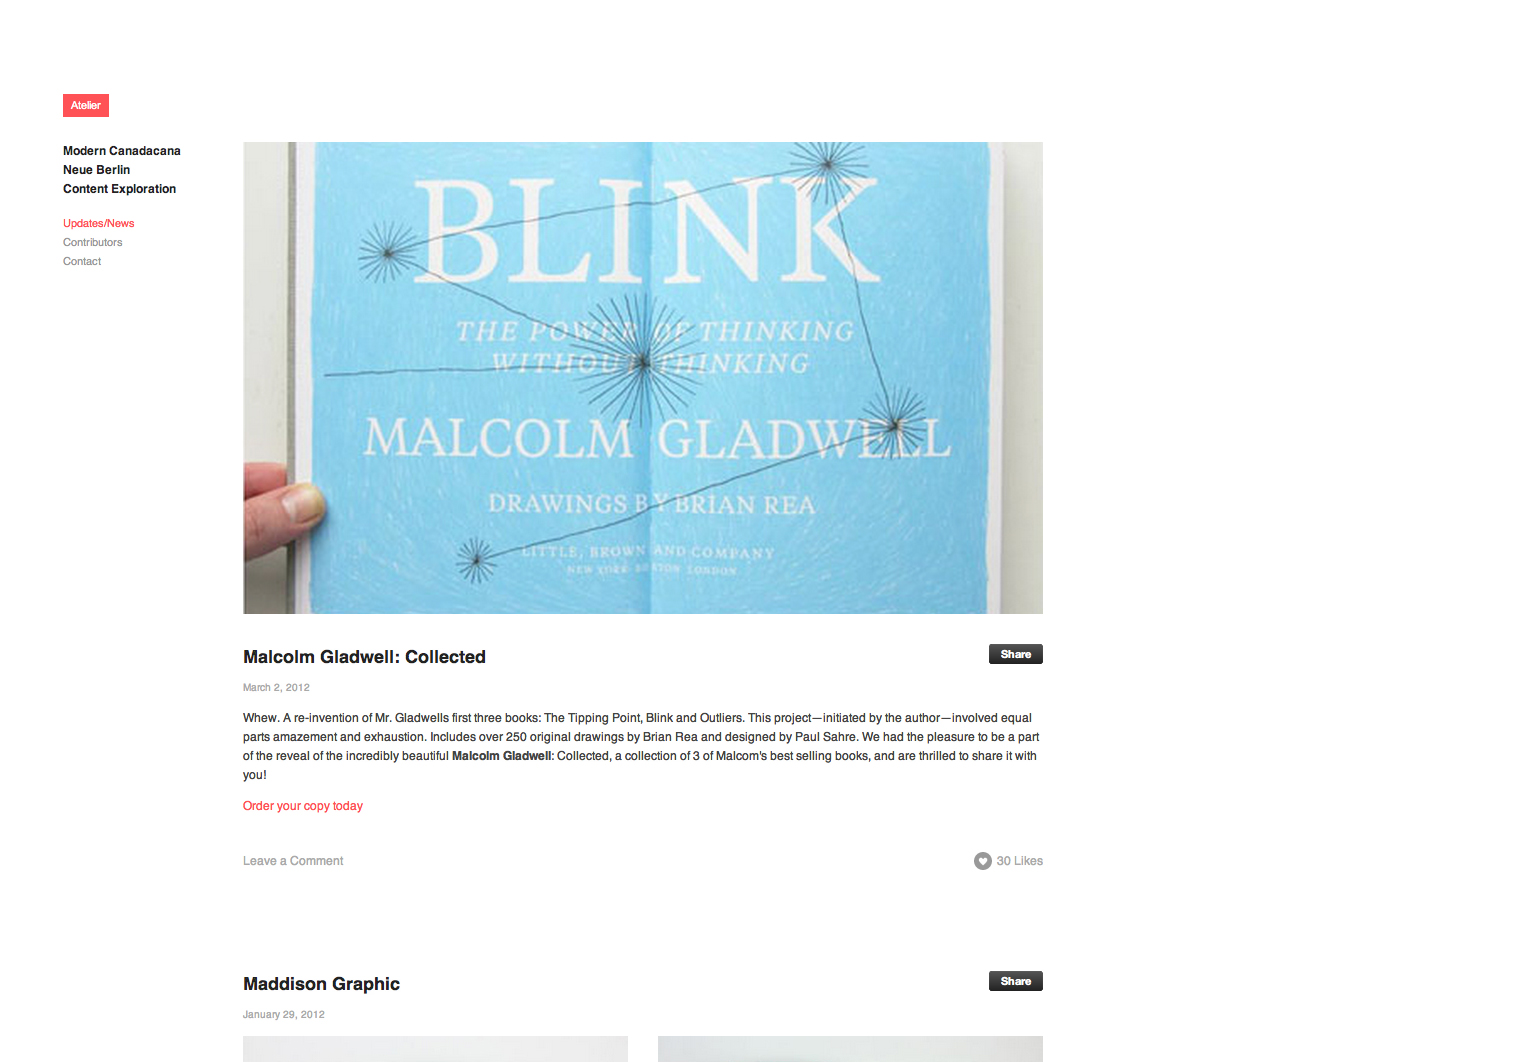 Atelier
Modern Canadacana
Neue Berlin
Content Exploration
Updates/News
Contributors
Contact
BLINK
THE POWER OF THINKING
WITHOUT THINKING
MALCOLM GLADWELL
DRAWINGS BY BRIAN REA
LITTLE, BROWN AND COMPANY
NEW YORK BOSTON LONDON
Malcolm Gladwell: Collected
Share
March 2, 2012
Whew. A re-invention of Mr. Gladwells first three books: The Tipping Point, Blink and Outliers. This project—initiated by the author—involved equal
parts amazement and exhaustion. Includes over 250 original drawings by Brian Rea and designed by Paul Sahre. We had the pleasure to be a part
of the reveal of the incredibly beautiful Malcolm Gladwell: Collected, a collection of 3 of Malcom's best selling books, and are thrilled to share it with
you!
Order your copy today
Leave a Comment
30 Likes
Maddison Graphic
Share
January 29, 2012